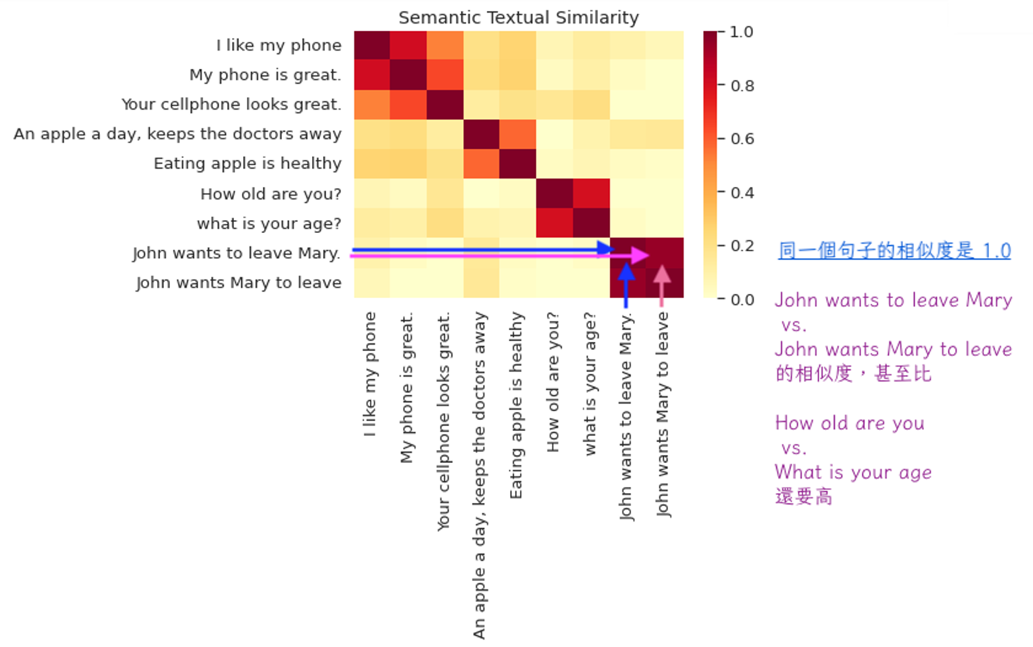 Semantic Textual Similarity
I like my phone
My phone is great.
Your cellphone looks great.
An apple a day, keeps the doctors away
Eating apple is healthy
How old are you?
what is your age?
John wants to leave Mary.
John wants Mary to leave
I like my phone
My phone is great.
Your cellphone looks great.
An apple a day, keeps the doctors away
Eating apple is healthy
How old are you?
what is your age?
John wants to leave Mary.
John wants Mary to leave
1.0
0.8
0.6
0.4
0.2
0.0
同一個句子的相似度是 1.0
John wants to leave Mary
vs.
John wants Mary to leave
的相似度，甚至比
How old are you
vs.
What is your age
還要高